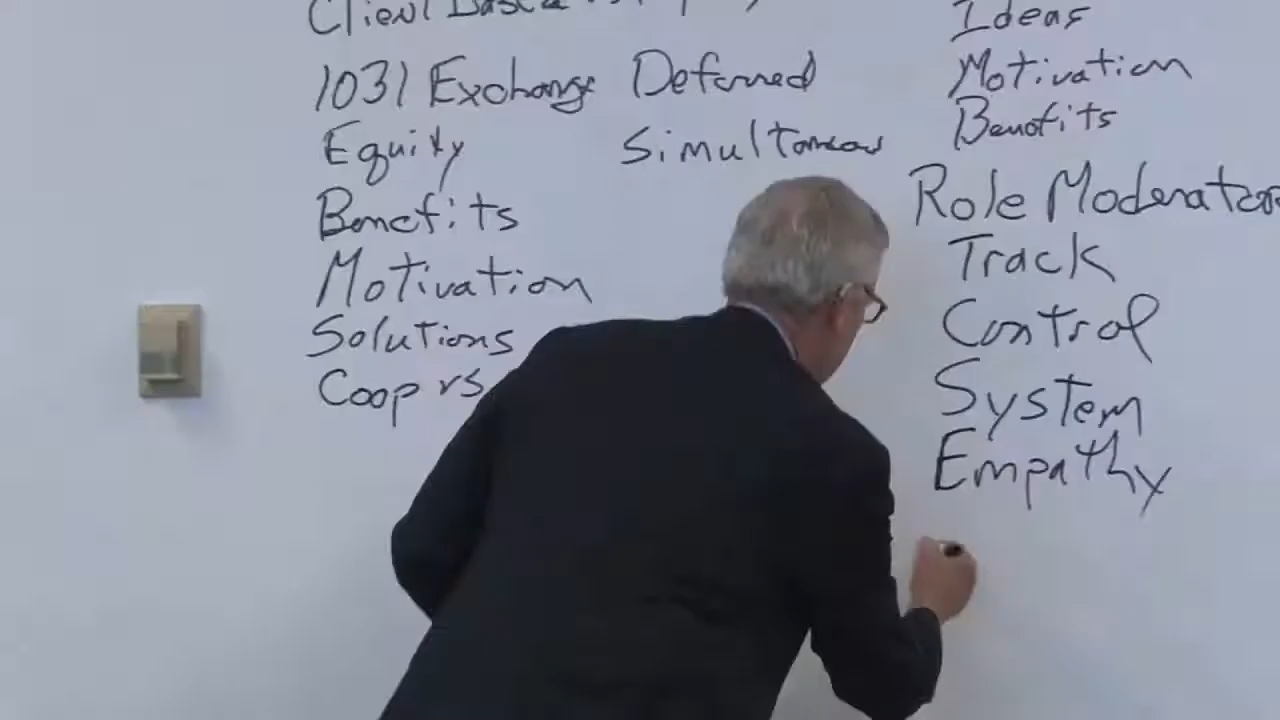 Client
1031 Exchange Deferred
Equity Simultaneous
Benefits
Motivation
Solutions
Coop vs
Ideas
Motivation
Benefits
Role Moderator
Track
Control
System
Empathy